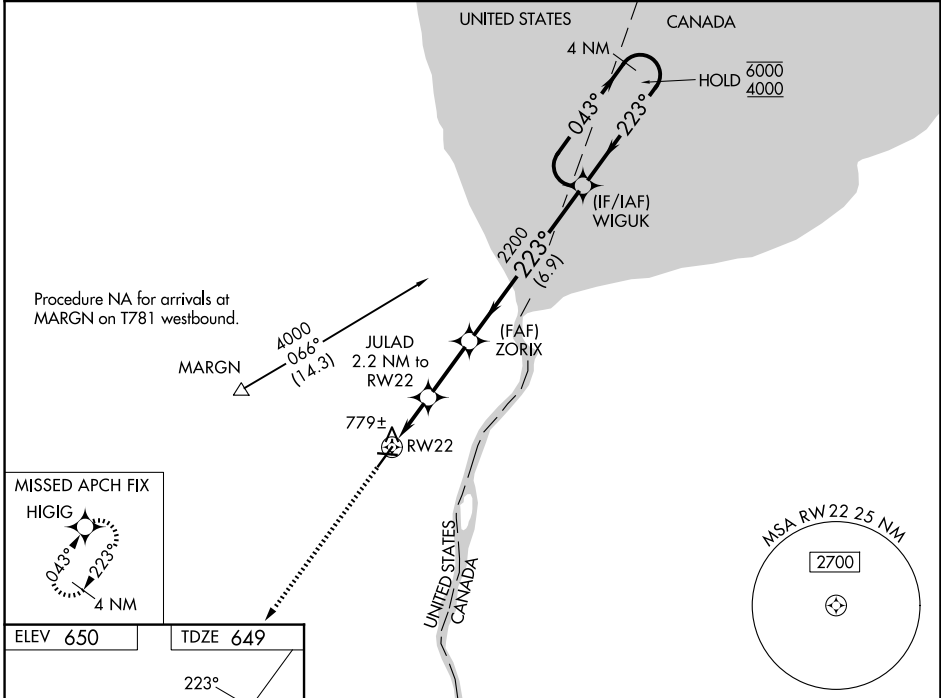 UNITED STATES
CANADA
4 NM
HOLD 6000
4000
043°
223°
(IF/IAF)
WIGUK
2200
223°
(6.9)
Procedure NA for arrivals at
MARGN on T781 westbound.
4000
066°
(14.3)
MARGN
JULAD
2.2 NM to
RW22
(FAF)
ZORIX
779±
RW22
MISSED APCH FIX
HIGIG
043°
223°
4 NM
UNITED STATES
CANADA
MSA RW 22 25 NM
2700
ELEV 650
TDZE 649
223°